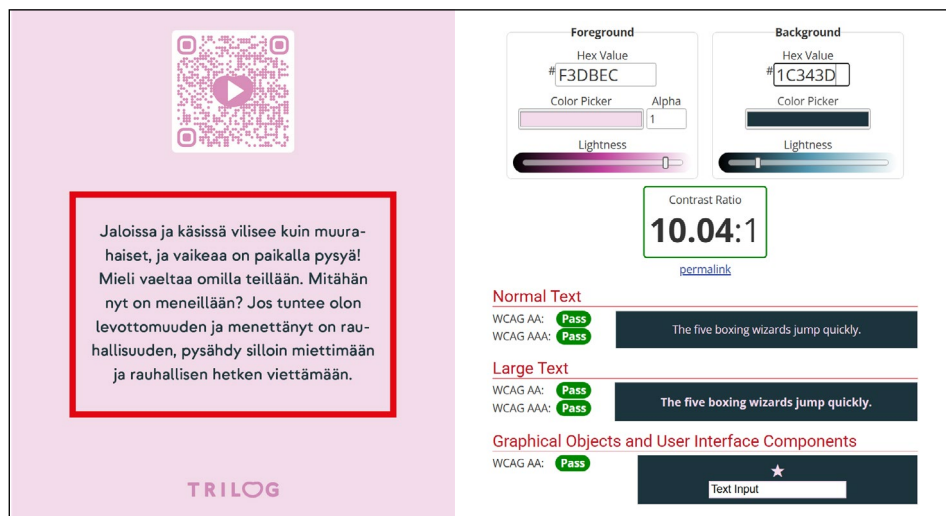 Jaloissa ja käsissä vilisee kuin muura-
haiset, ja vaikeaa on paikalla pysyä!
Mieli vaeltaa omilla teillään. Mitähän
nyt on meneillään? Jos tuntee olon
levottomuuden ja menettänyt on rau-
hallisuuden, pysähdy silloin miettimään
ja rauhallisen hetken viettämään.
TRILOG
Foreground
Hex Value
# F3DBEC
Color Picker
Alpha
1
Lightness
Background
Hex Value
# 1C343D
Color Picker
Lightness
Contrast Ratio
10.04:1
permalink
Normal Text
WCAG AA: Pass
WCAG AAA: Pass
The five boxing wizards jump quickly.
Large Text
WCAG AA: Pass
WCAG AAA: Pass
The five boxing wizards jump quickly.
Graphical Objects and User Interface Components
WCAG AA: Pass
Text Input